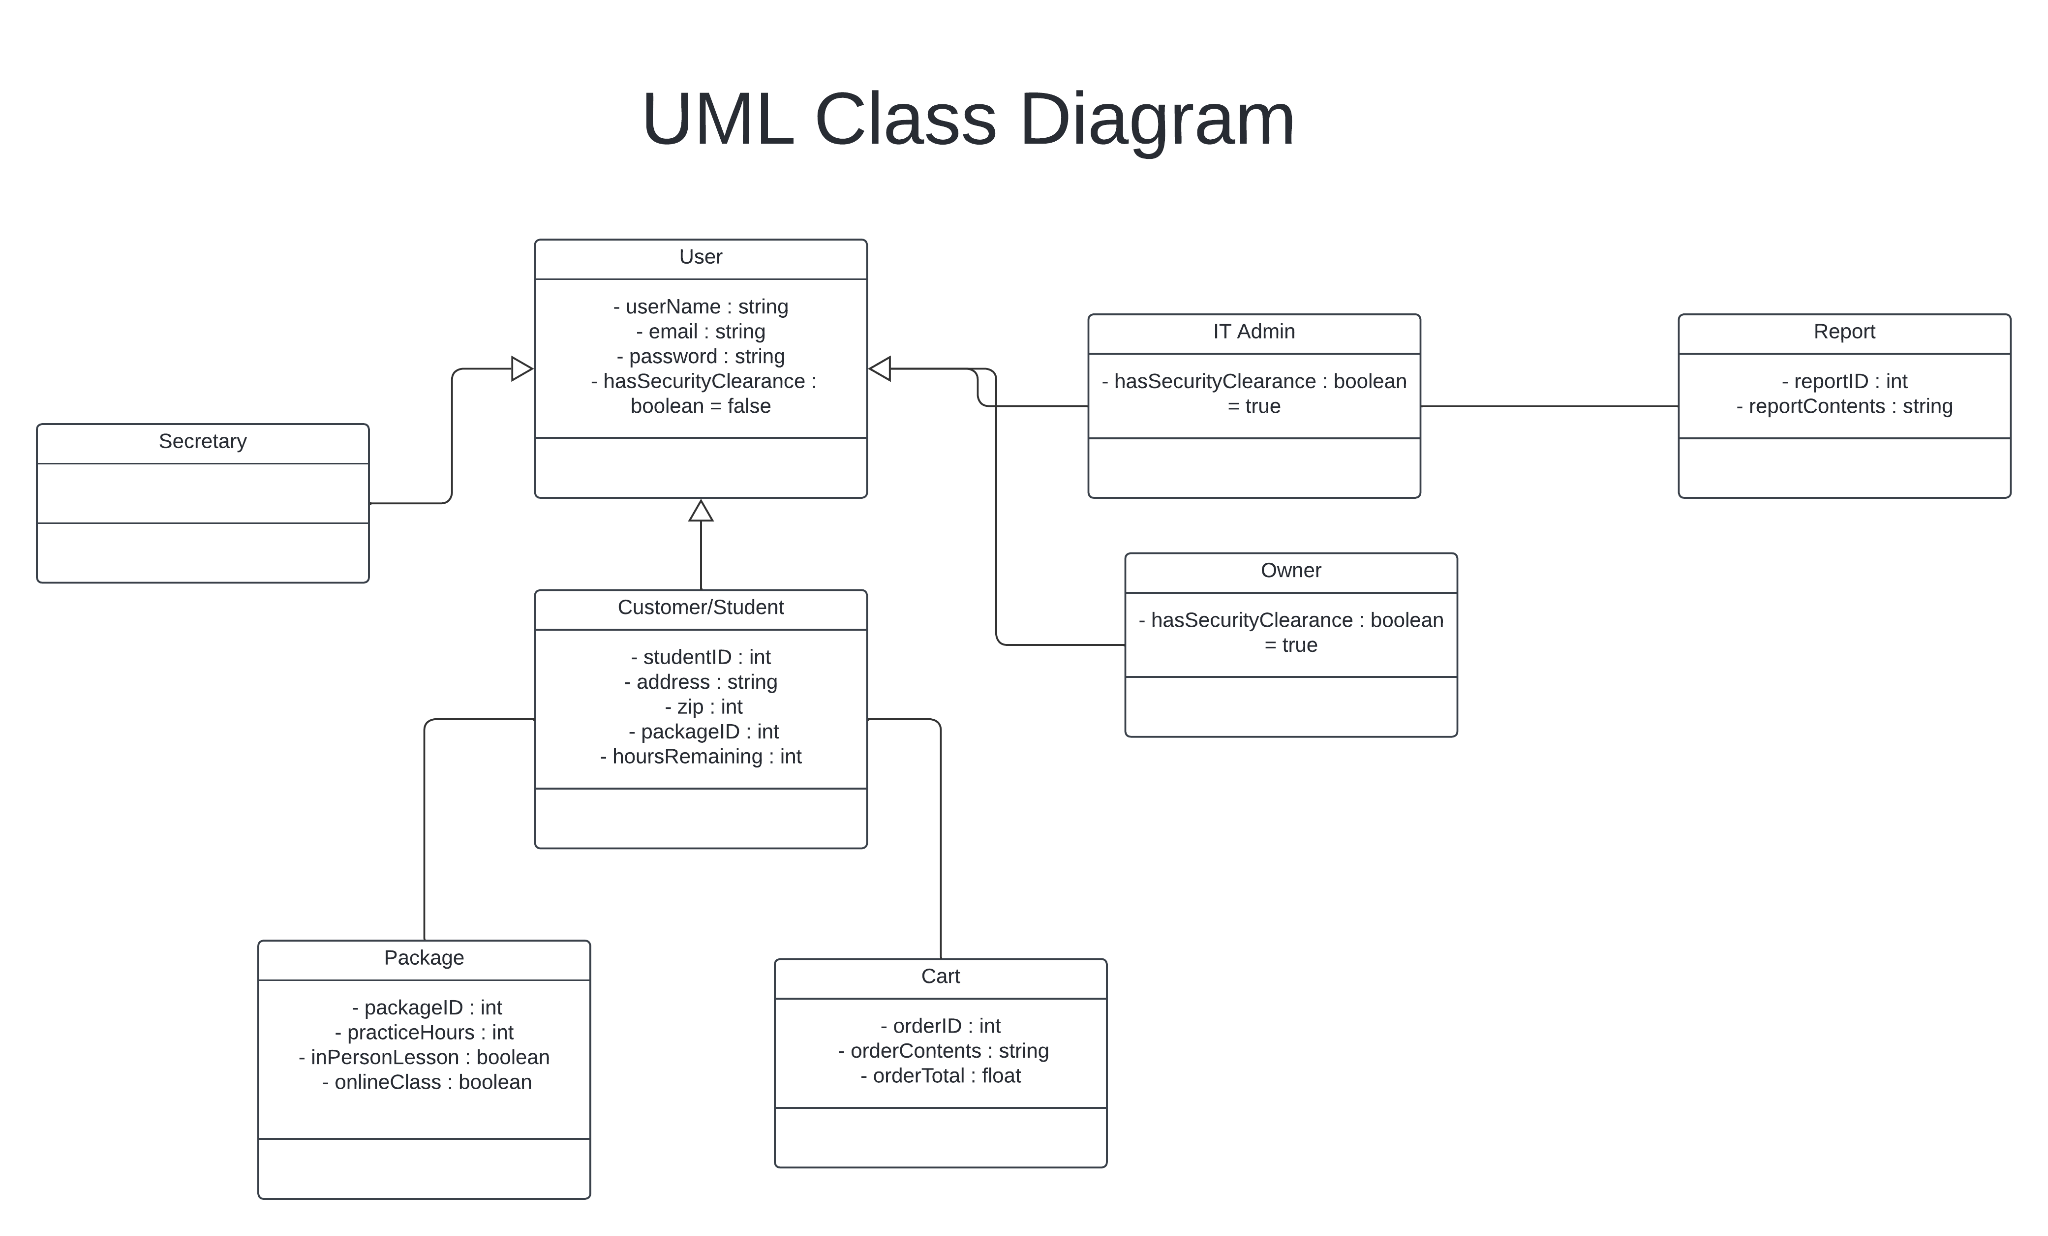 UML Class Diagram
User
- userName : string
- email : string
- password : string
- hasSecurityClearance :
boolean = false
IT Admin
- hasSecurityClearance : boolean
= true
Report
- reportID : int
- reportContents : string
Secretary
Owner
- hasSecurityClearance : boolean
= true
Customer/Student
- studentID : int
- address : string
- zip : int
- packageID : int
- hoursRemaining : int
Package
- packageID : int
- practiceHours : int
- inPersonLesson : boolean
- onlineClass : boolean
Cart
- orderID : int
- orderContents : string
- orderTotal : float